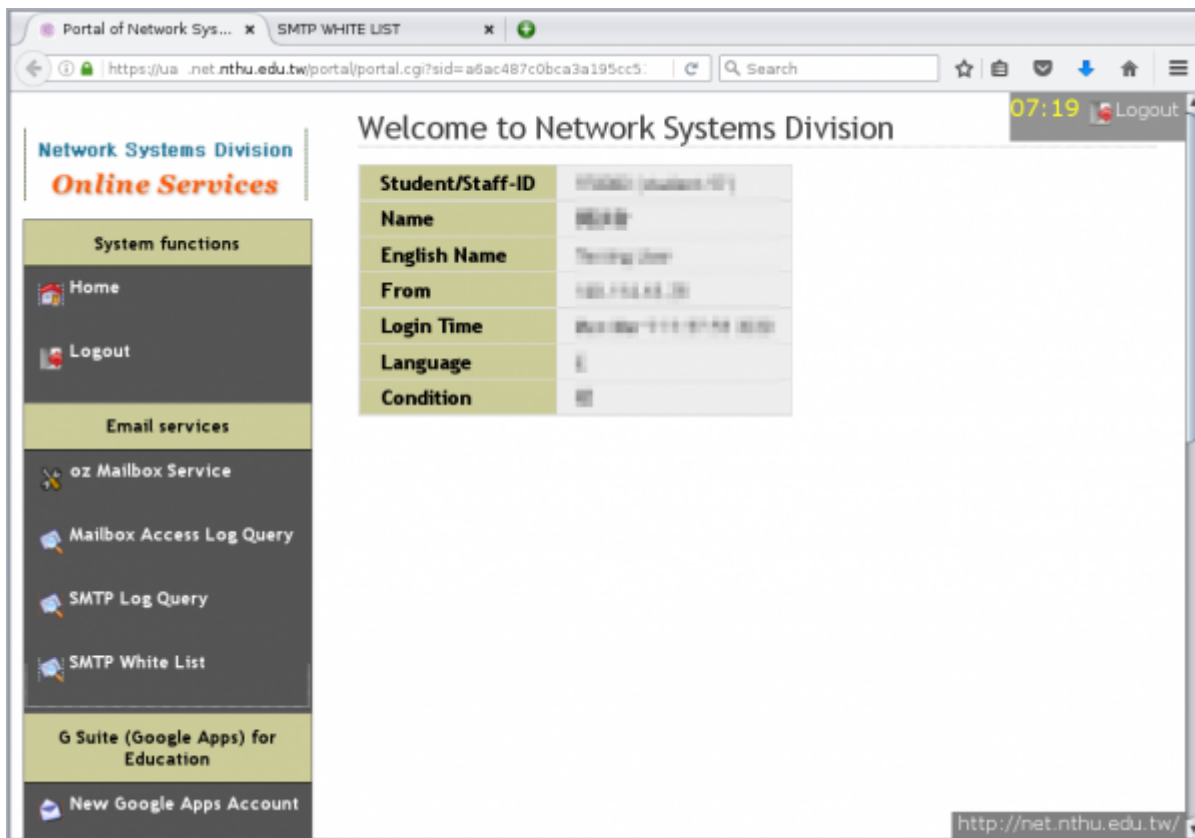 Portal of Network Sys...
SMTP WHITE LIST
https://ua .net.nthu.edu.tw/portal/portal.cgi?sid=a6ac487c0bca3a195cc5
Search
07:19 Logout
Network Systems Division
Online Services
Welcome to Network Systems Division
Student/Staff-ID
Name
English Name
From
Login Time
Language
Condition
System functions
Home
Logout
Email services
oz Mailbox Service
Mailbox Access Log Query
SMTP Log Query
SMTP White List
G Suite (Google Apps) for
Education
New Google Apps Account
http://net.nthu.edu.tw/